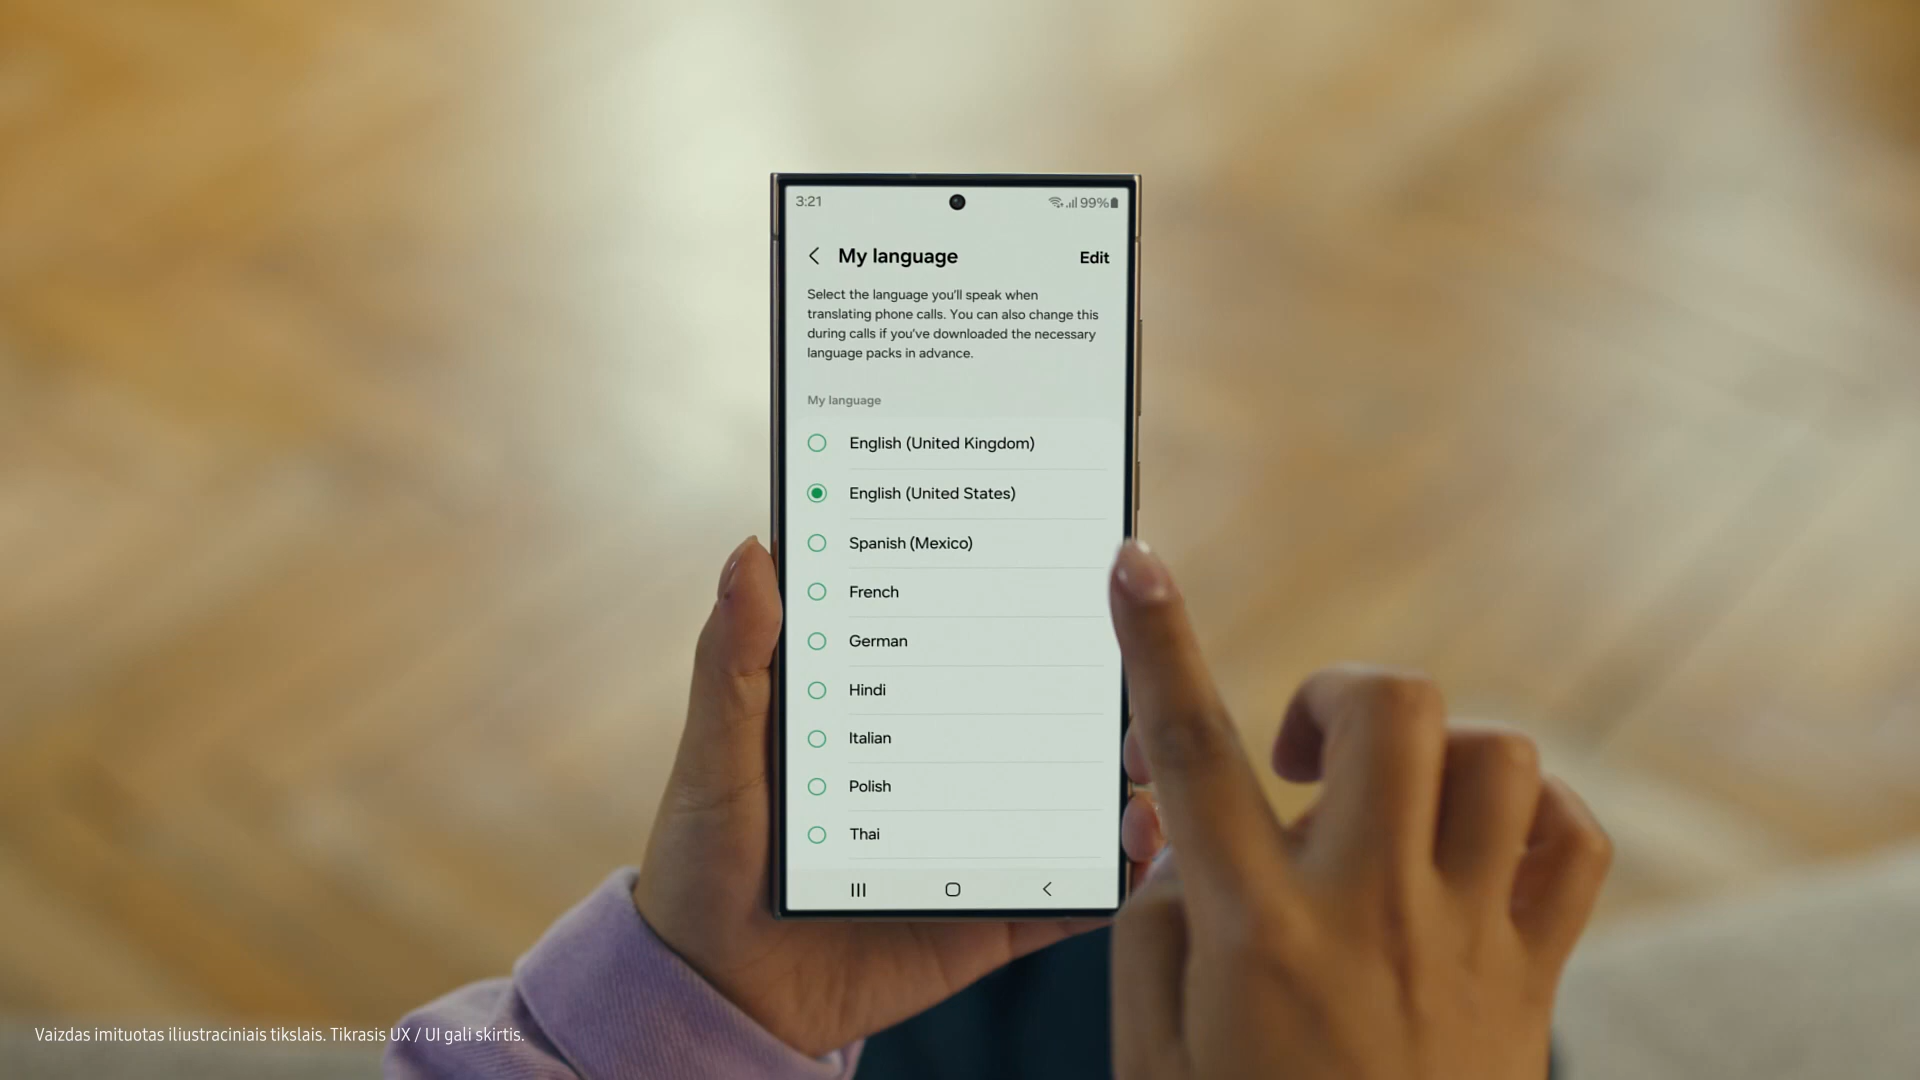 3:21
99%
My language
Edit
Select the language you'll speak when
translating phone calls. You can also change this
during calls if you've downloaded the necessary
language packs in advance.
My language
English (United Kingdom)
English (United States)
Spanish (Mexico)
French
German
Hindi
Italian
Polish
Thai
Vaizdas imituotas iliustraciniais tikslais. Tikrasis UX / UI gali skirtis.